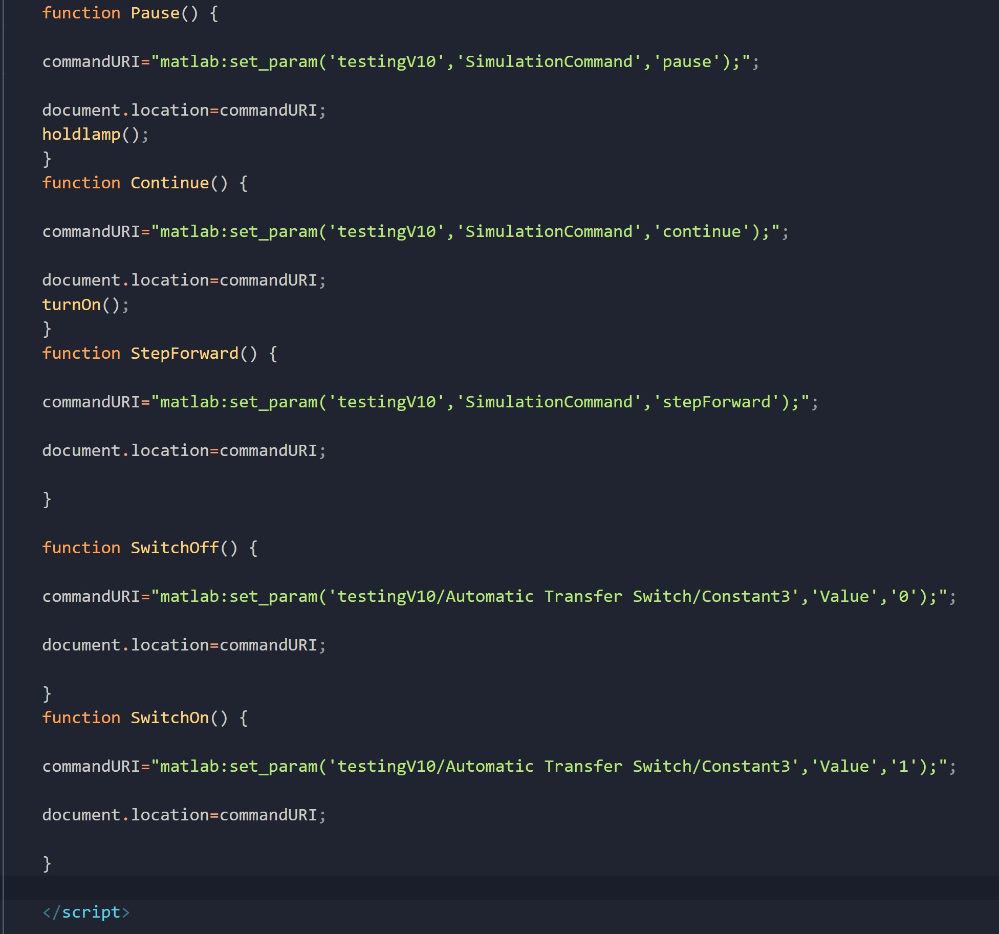 function Pause() {
commandURI="matlab:set_param('testingV10','SimulationCommand','pause');";
document.location=commandURI;
holdlamp();
}
function Continue() {
commandURI="matlab:set_param('testingV10','SimulationCommand','continue');";
document.location=commandURI;
turnOn();
}
function StepForward() {
commandURI="matlab:set_param('testingV10','SimulationCommand','stepForward');";
document.location=commandURI;
}
function SwitchOff() {
commandURI="matlab:set_param('testingV10/Automatic Transfer Switch/Constant3','Value','0');";
document.location=commandURI;
}
function SwitchOn() {
commandURI="matlab:set_param('testingV10/Automatic Transfer Switch/Constant3','Value','1');";
document.location=commandURI;
}
</script>